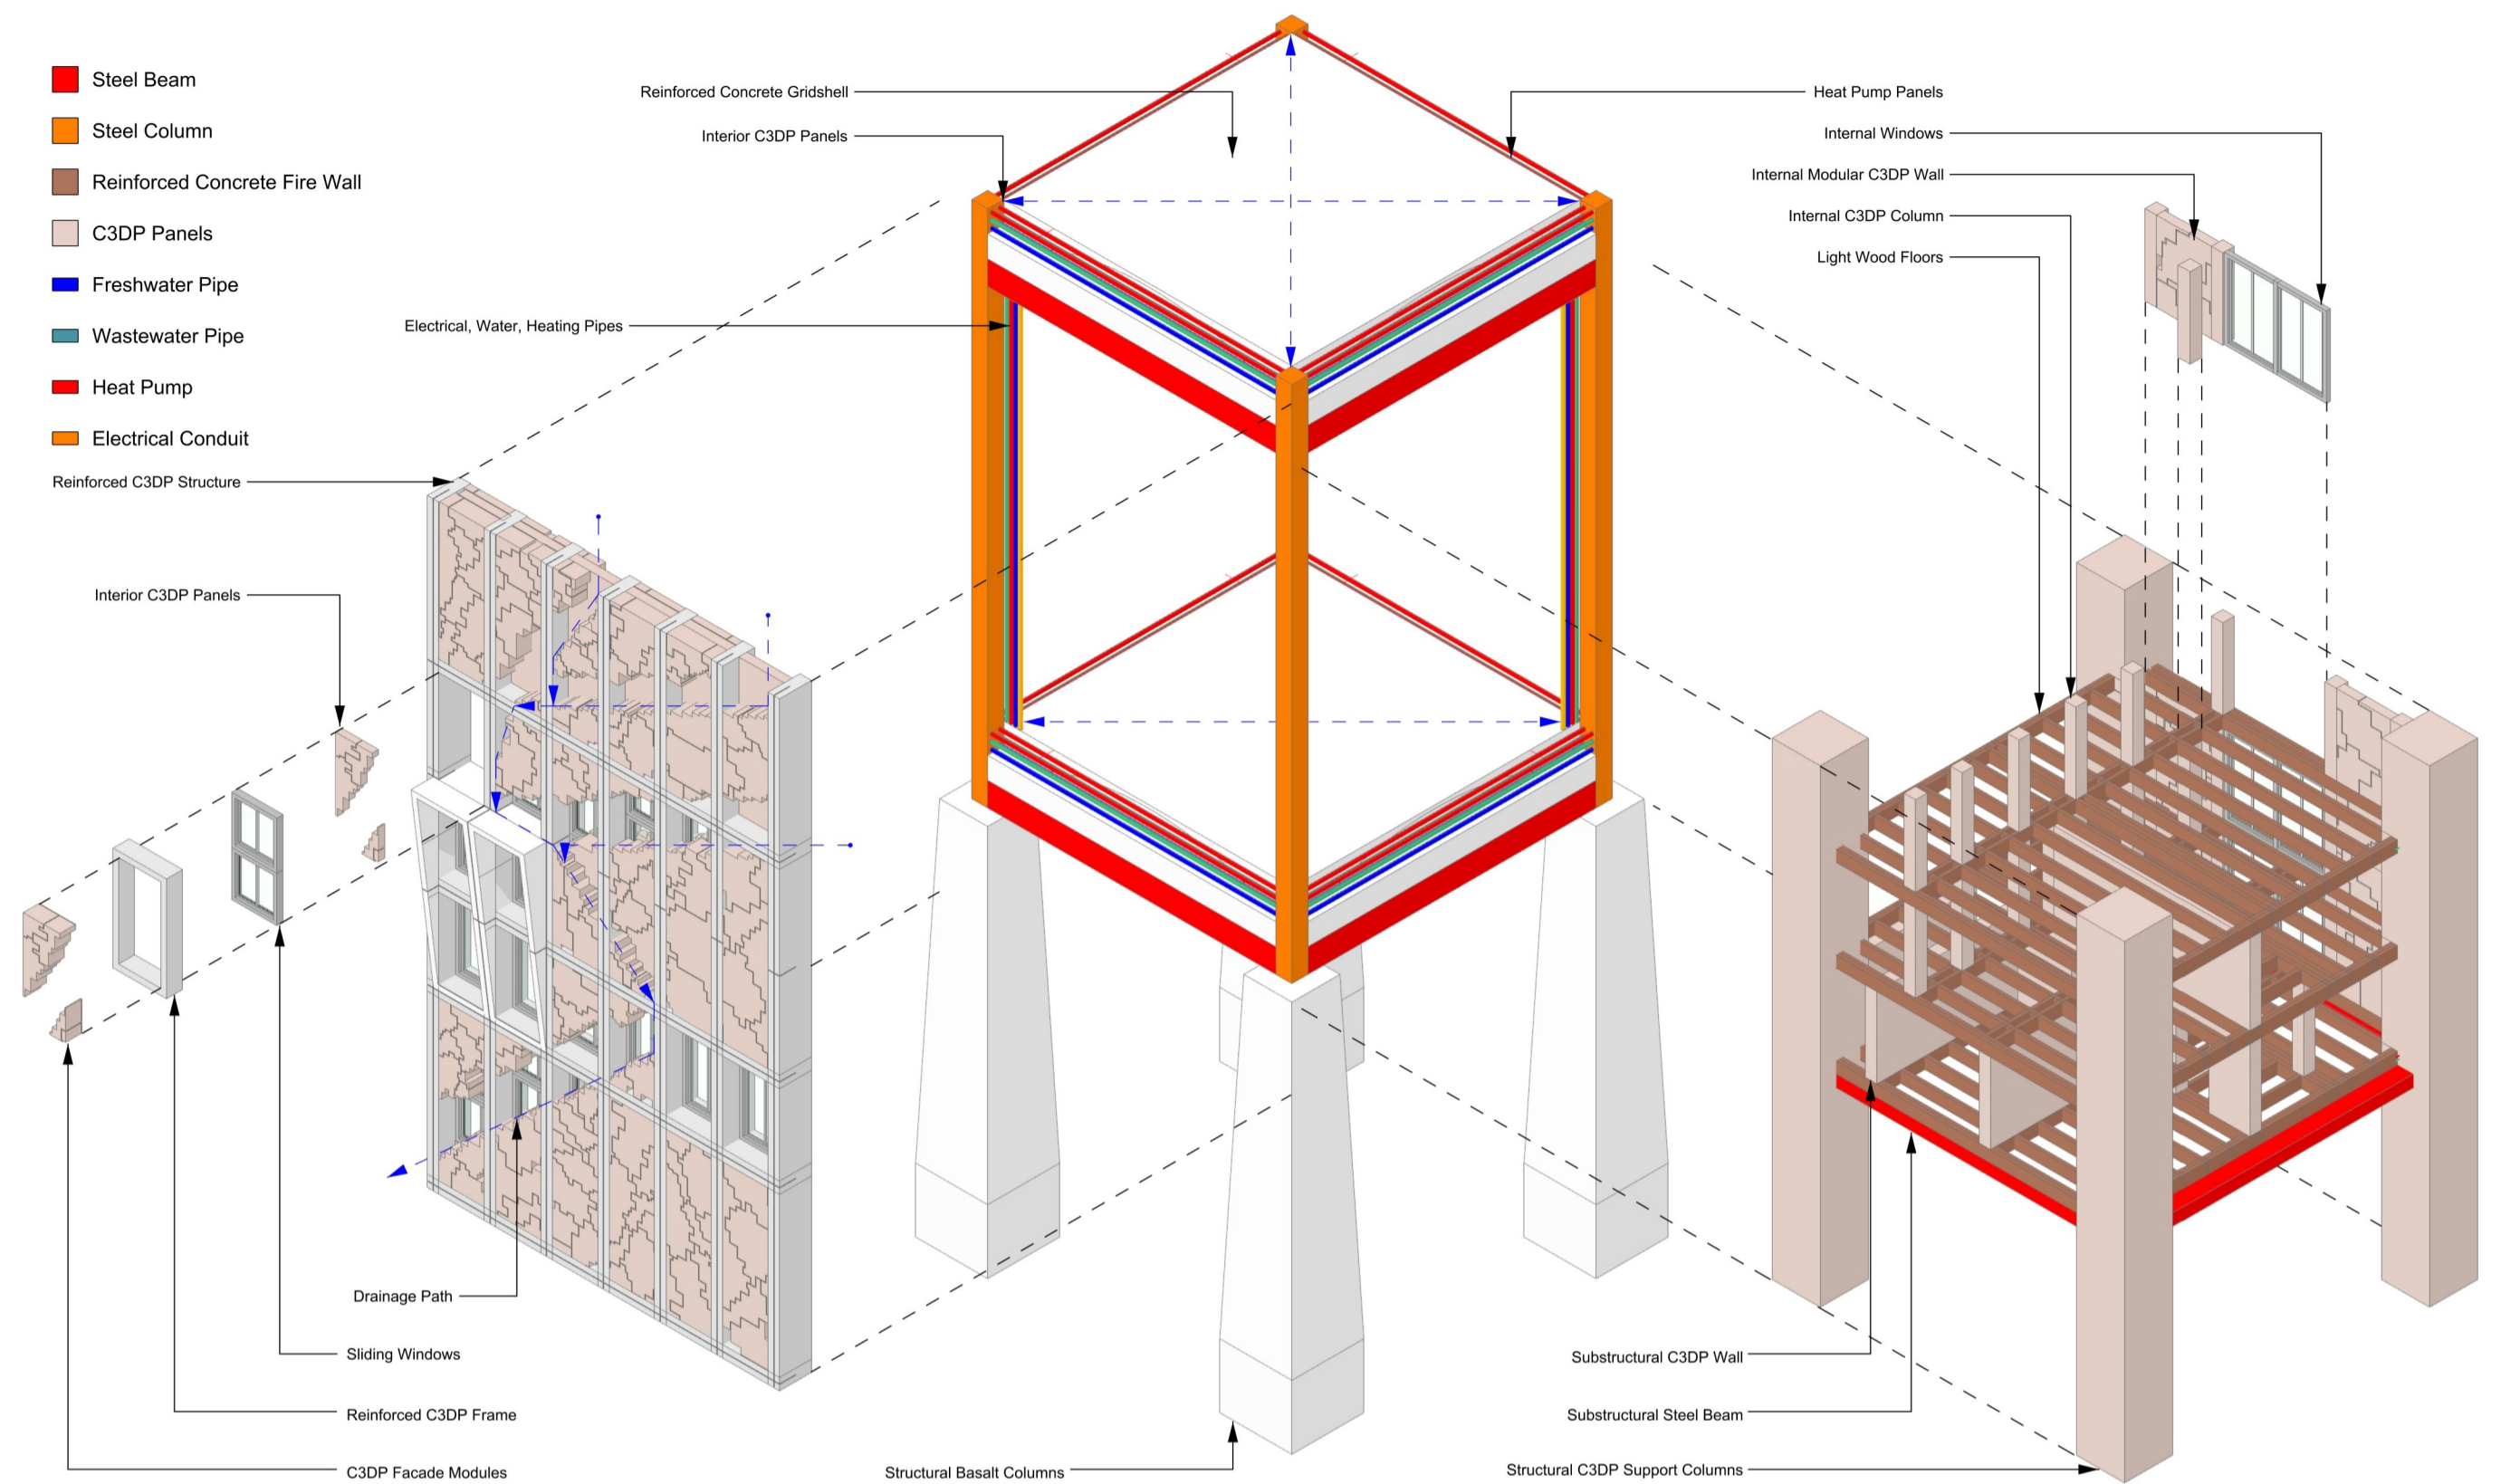 Steel Beam
Steel Column
Reinforced Concrete Fire Wall
C3DP Panels
Freshwater Pipe
Wastewater Pipe
Heat Pump
Electrical Conduit
Reinforced C3DP Structure
Interior C3DP Panels
Drainage Path
Sliding Windows
Reinforced C3DP Frame
C3DP Facade Modules
Reinforced Concrete Gridshell
Interior C3DP Panels
Electrical, Water, Heating Pipes
Structural Basalt Columns
Heat Pump Panels
Internal Windows
Internal Modular C3DP Wall
Internal C3DP Column
Light Wood Floors
Substructural C3DP Wall
Substructural Steel Beam
Structural C3DP Support Columns